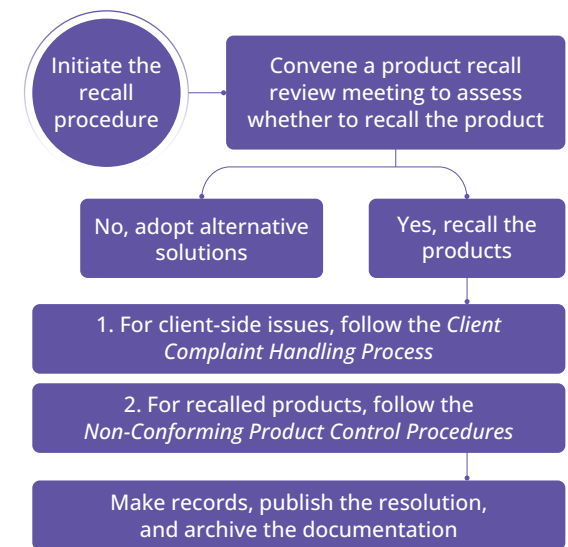 Initiate the
recall
procedure
Convene a product recall
review meeting to assess
whether to recall the product
No, adopt alternative
solutions
Yes, recall the
products
1. For client-side issues, follow the Client
Complaint Handling Process
2. For recalled products, follow the
Non-Conforming Product Control Procedures
Make records, publish the resolution,
and archive the documentation